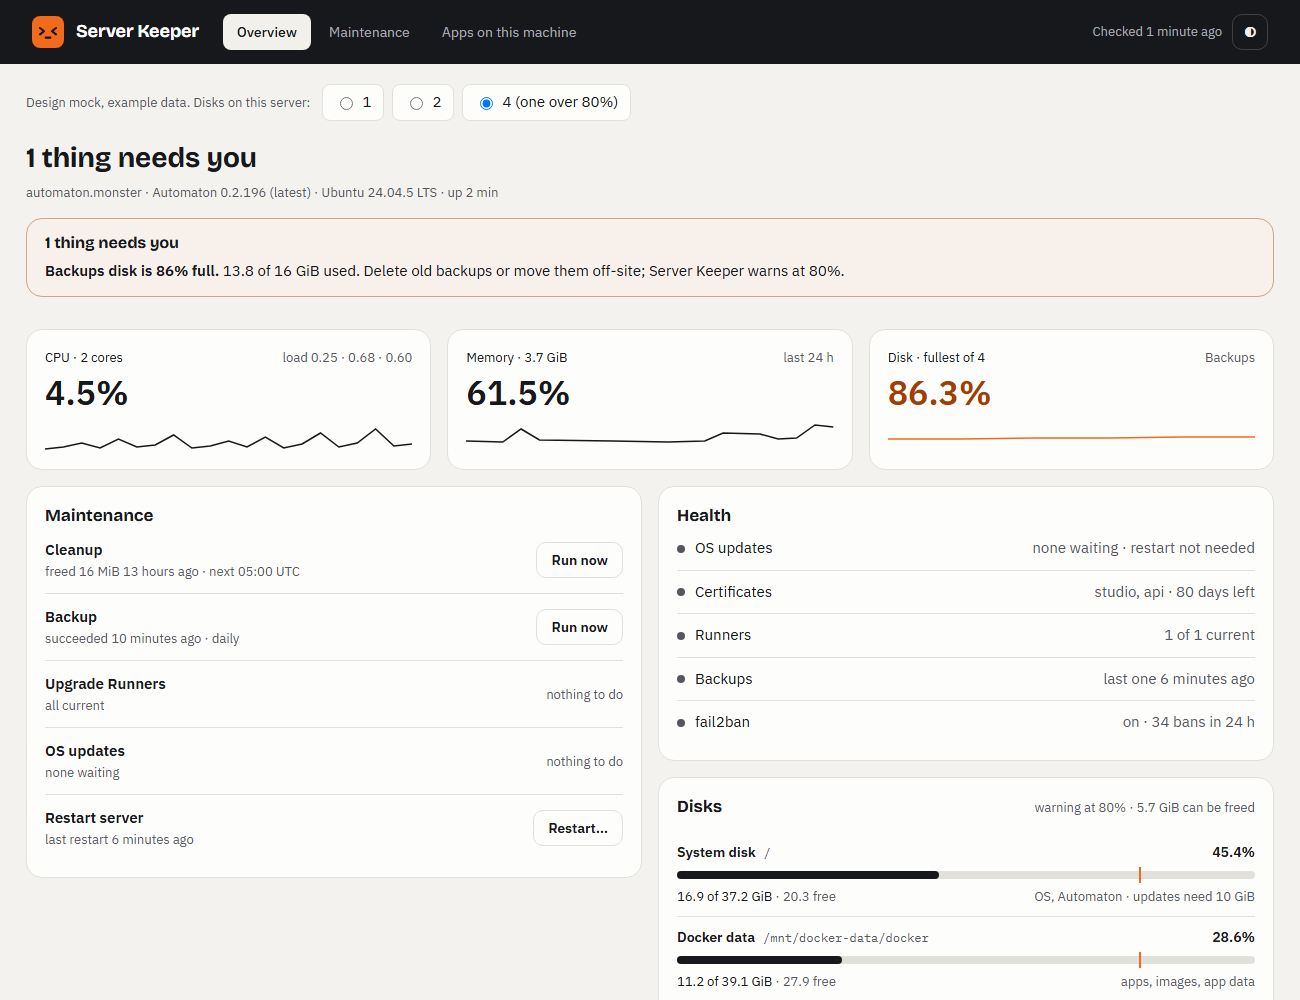 Server Keeper
Overview
Maintenance
Apps on this machine
Checked 1 minute ago
Design mock, example data. Disks on this server:
1
2
4 (one over 80%)
1 thing needs you
automaton.monster · Automaton 0.2.196 (latest) · Ubuntu 24.04.5 LTS · up 2 min
1 thing needs you
Backups disk is 86% full. 13.8 of 16 GiB used. Delete old backups or move them off-site; Server Keeper warns at 80%.
CPU · 2 cores
load 0.25 · 0.68 · 0.60
4.5%
Memory · 3.7 GiB
last 24 h
61.5%
Disk · fullest of 4
Backups
86.3%
Maintenance
Cleanup
freed 16 MiB 13 hours ago · next 05:00 UTC
Run now
Backup
succeeded 10 minutes ago · daily
Run now
Upgrade Runners
all current
nothing to do
OS updates
none waiting
nothing to do
Restart server
last restart 6 minutes ago
Restart...
Health
OS updates
none waiting · restart not needed
Certificates
studio, api · 80 days left
Runners
1 of 1 current
Backups
last one 6 minutes ago
fail2ban
on · 34 bans in 24 h
Disks
warning at 80% · 5.7 GiB can be freed
System disk /
45.4%
16.9 of 37.2 GiB · 20.3 free
OS, Automaton · updates need 10 GiB
Docker data /mnt/docker-data/docker
28.6%
11.2 of 39.1 GiB · 27.9 free
apps, images, app data